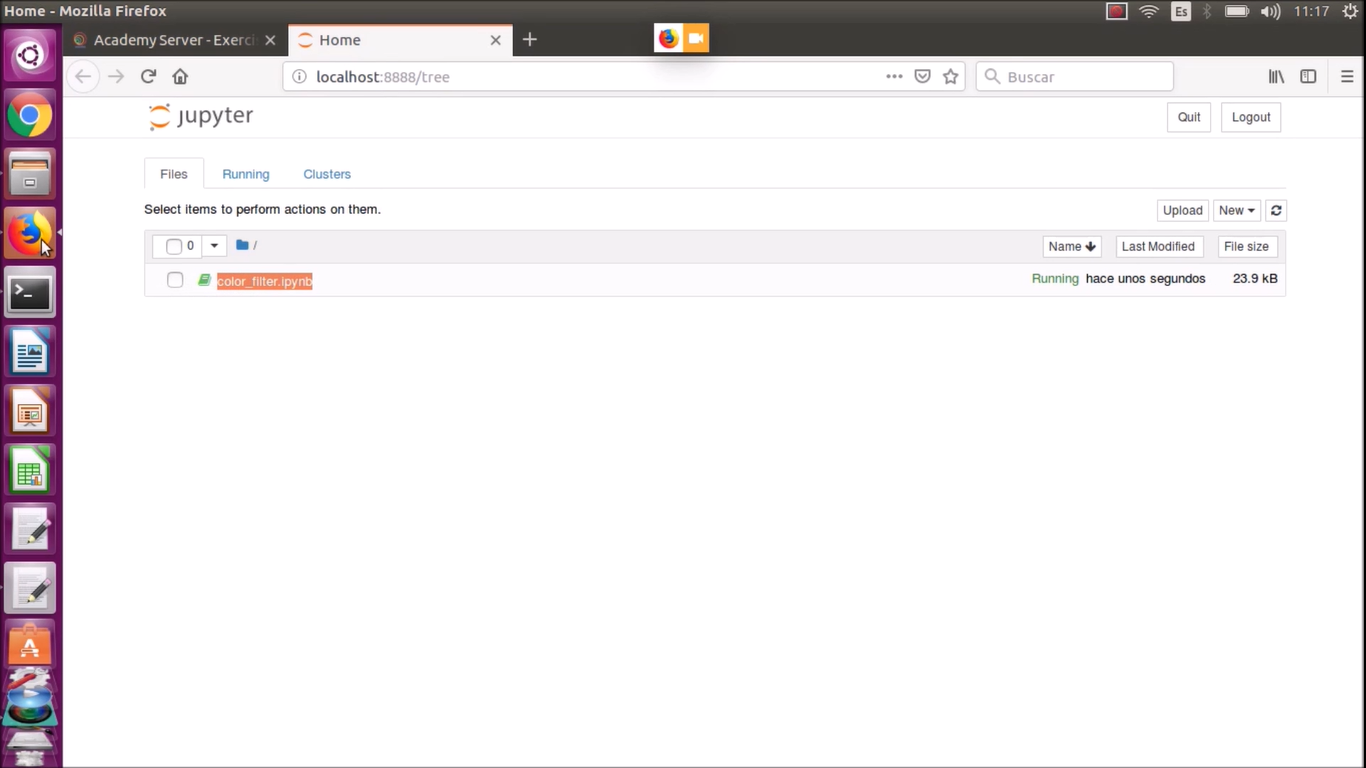 Home - Mozilla Firefox
Es
11:17
Academy Server - Exerci
Home
localhost:8888/tree
Buscar
jupyter
Quit
Logout
Files
Running
Clusters
Select items to perform actions on them.
Upload
New
0
/
Name
Last Modified
File size
color_filter.ipynb
Running
hace unos segundos
23.9 kB